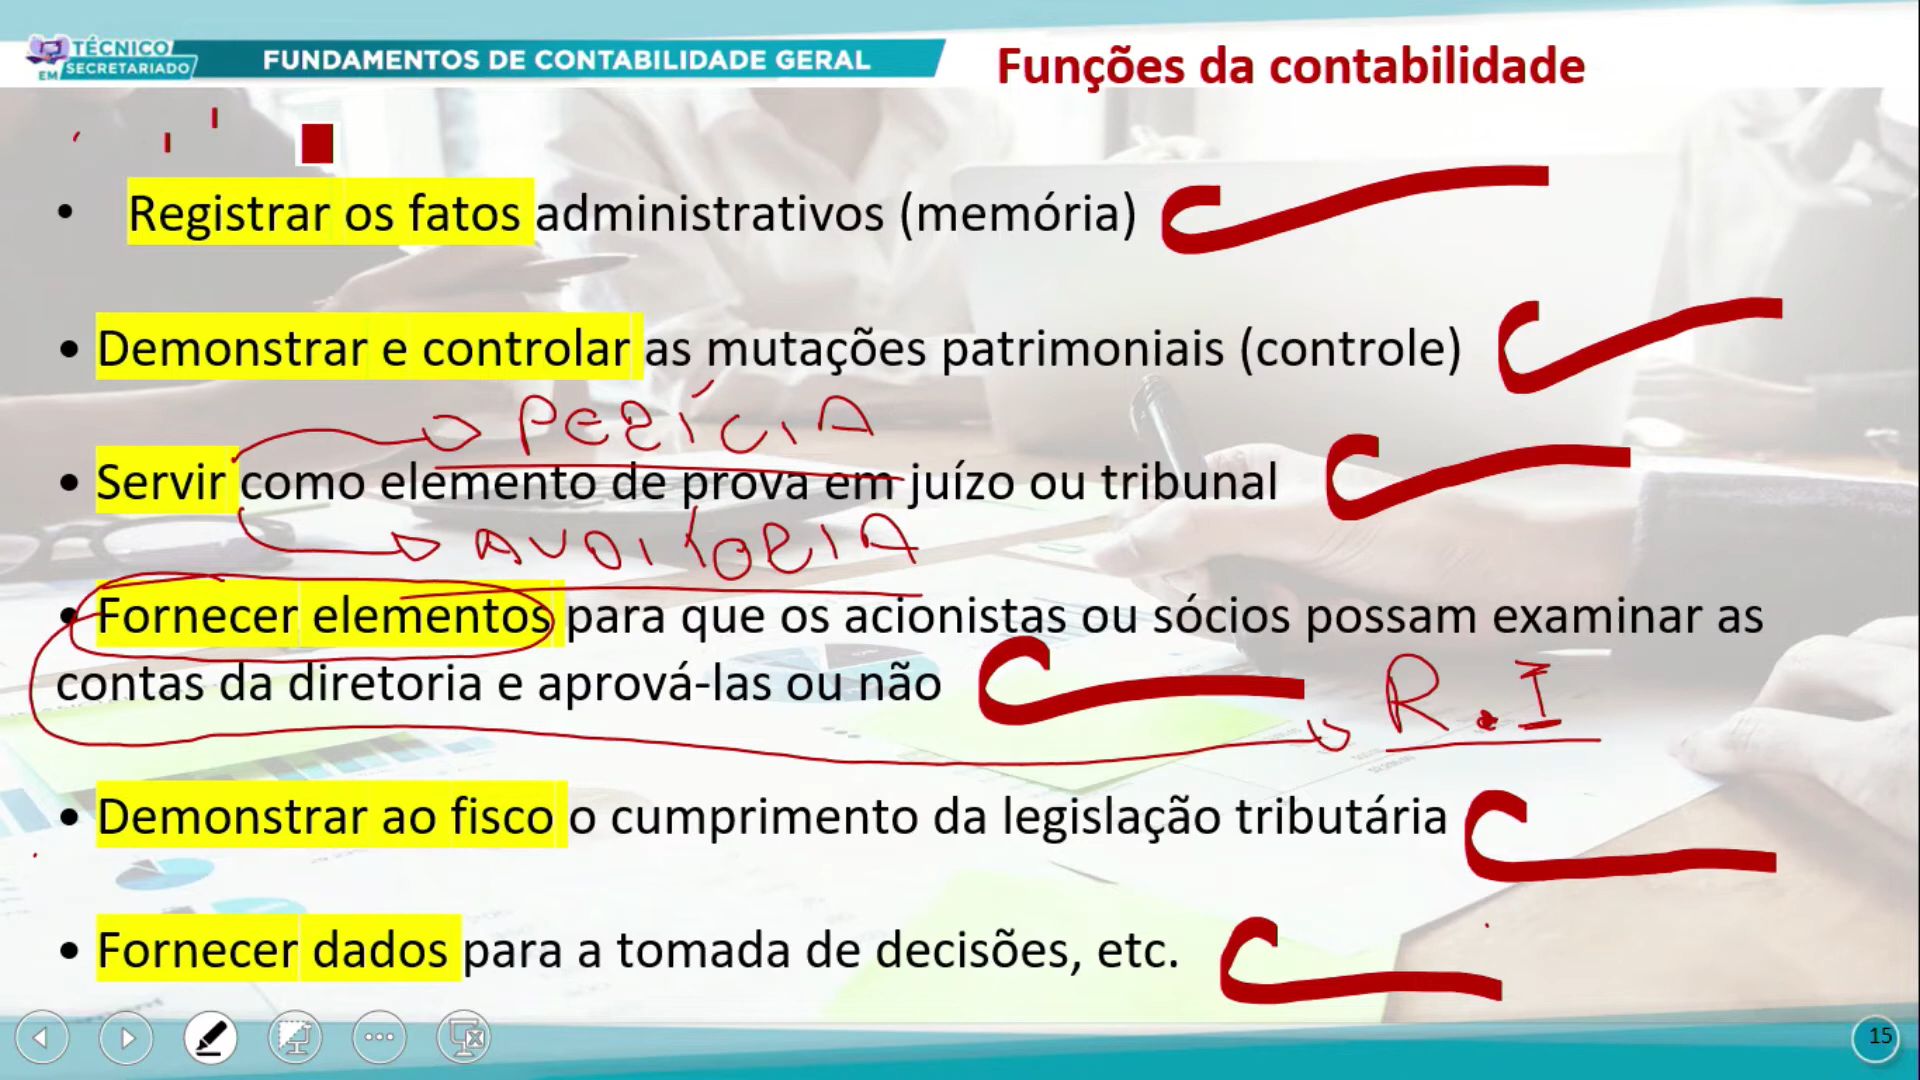 TÉCNICO
EM SECRETARIADO
FUNDAMENTOS DE CONTABILIDADE GERAL
Funções da contabilidade
• Registrar os fatos administrativos (memória)
• Demonstrar e controlar as mutações patrimoniais (controle)
PERÍCIA
• Servir como elemento de prova em juízo ou tribunal
AUDITORIA
• Fornecer elementos para que os acionistas ou sócios possam examinar as
contas da diretoria e aprová-las ou não
R.I
• Demonstrar ao fisco o cumprimento da legislação tributária
• Fornecer dados para a tomada de decisões, etc.
15